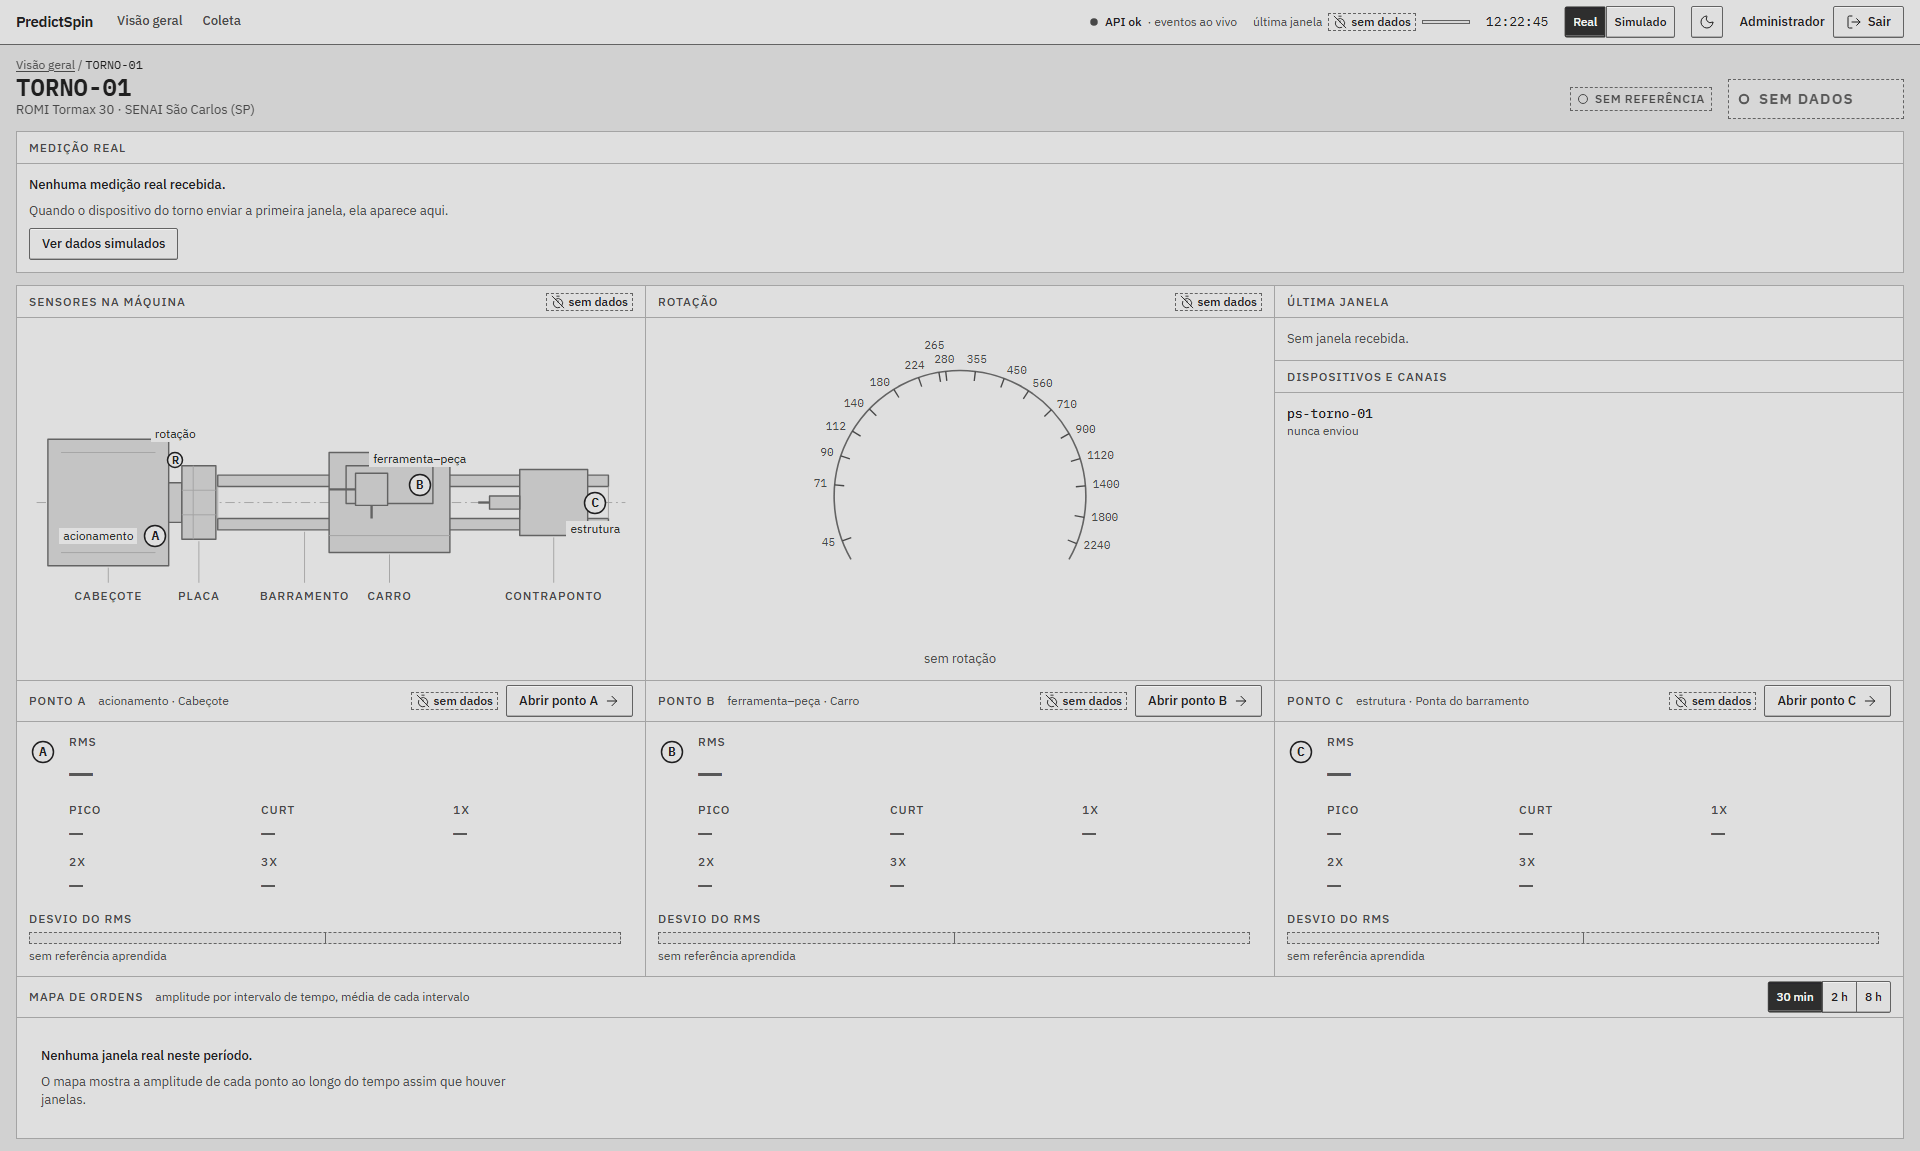 PredictSpin
Visão geral
Coleta
API ok · eventos ao vivo
última janela
sem dados
12:22:45
Real
Simulado
Administrador
Sair
Visão geral / TORNO-01
TORNO-01
ROMI Tormax 30 · SENAI São Carlos (SP)
SEM REFERÊNCIA
SEM DADOS
MEDIÇÃO REAL
Nenhuma medição real recebida.
Quando o dispositivo do torno enviar a primeira janela, ela aparece aqui.
Ver dados simulados
SENSORES NA MÁQUINA
sem dados
rotação
R
ferramenta–peça
B
C
acionamento
A
estrutura
CABEÇOTE
PLACA
BARRAMENTO
CARRO
CONTRAPONTO
ROTAÇÃO
sem dados
45
71
90
112
140
180
224
265
280
355
450
560
710
900
1120
1400
1800
2240
sem rotação
ÚLTIMA JANELA
Sem janela recebida.
DISPOSITIVOS E CANAIS
ps-torno-01
nunca enviou
PONTO A
acionamento · Cabeçote
sem dados
Abrir ponto A
A
RMS
—
PICO
—
CURT
—
1X
—
2X
—
3X
—
DESVIO DO RMS
sem referência aprendida
PONTO B
ferramenta–peça · Carro
sem dados
Abrir ponto B
B
RMS
—
PICO
—
CURT
—
1X
—
2X
—
3X
—
DESVIO DO RMS
sem referência aprendida
PONTO C
estrutura · Ponta do barramento
sem dados
Abrir ponto C
C
RMS
—
PICO
—
CURT
—
1X
—
2X
—
3X
—
DESVIO DO RMS
sem referência aprendida
MAPA DE ORDENS
amplitude por intervalo de tempo, média de cada intervalo
30 min
2 h
8 h
Nenhuma janela real neste período.
O mapa mostra a amplitude de cada ponto ao longo do tempo assim que houver
janelas.